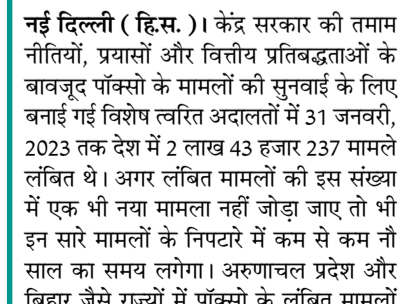 नई दिल्ली ( हि.स. )। केंद्र सरकार की तमाम
नीतियों, प्रयासों और वित्तीय प्रतिबद्धताओं के
बावजूद पॉक्सो के मामलों की सुनवाई के लिए
बनाई गई विशेष त्वरित अदालतों में 31 जनवरी,
2023 तक देश में 2 लाख 43 हजार 237 मामले
लंबित थे। अगर लंबित मामलों की इस संख्या
में एक भी नया मामला नहीं जोड़ा जाए तो भी
इन सारे मामलों के निपटारे में कम से कम नौ
साल का समय लगेगा। अरुणाचल प्रदेश और
बिहार जैसे राज्यों में पॉक्सो के लंबित मामलों